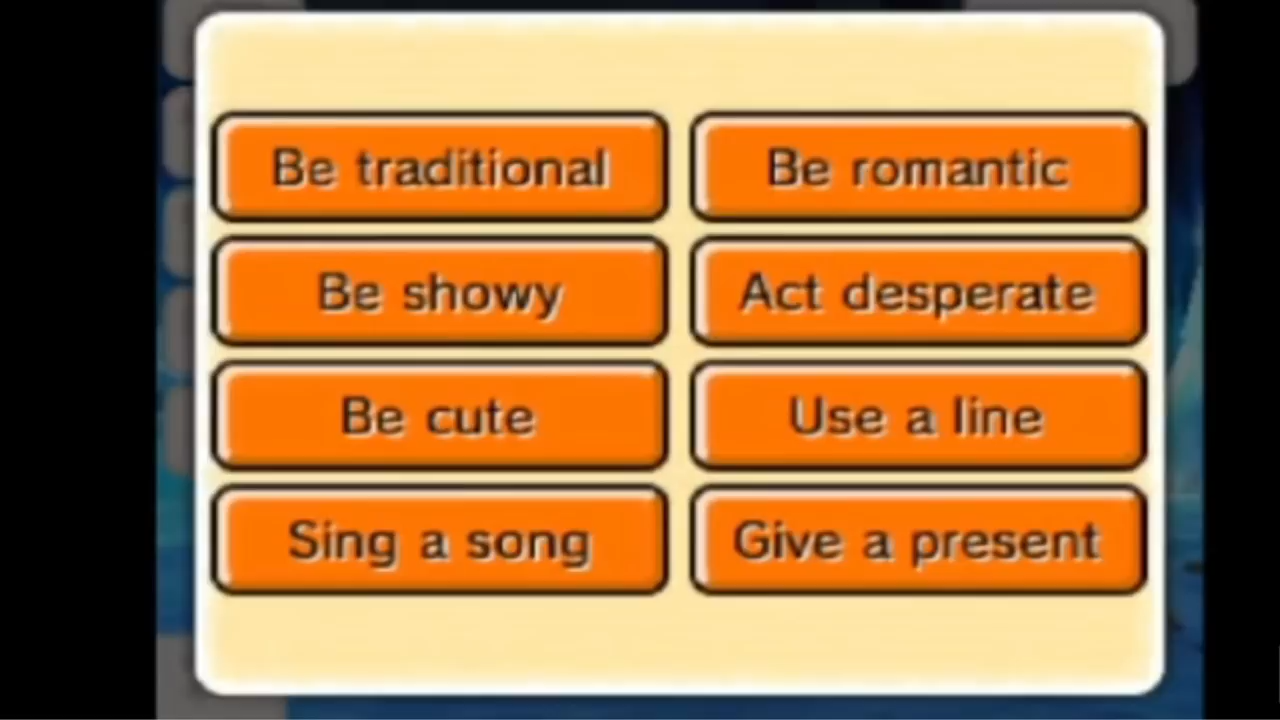 Be traditional
Be romantic
Be showy
Act desperate
Be cute
Use a line
Sing a song
Give a present